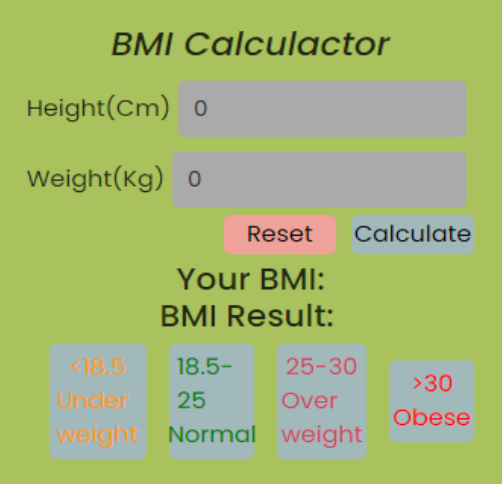 BMI Calculactor
Height(Cm) 0
Weight(Kg) 0
Reset Calculate
Your BMI:
BMI Result:
<18.5
Under
weight
18.5-
25
Normal
25-30
Over
weight
>30
Obese